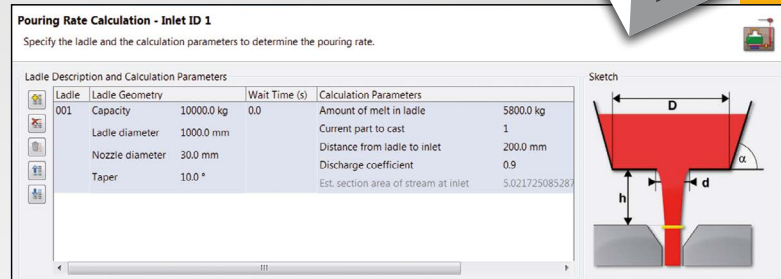 Pouring Rate Calculation - Inlet ID 1
Specify the ladle and the calculation parameters to determine the pouring rate.
Ladle Description and Calculation Parameters
Sketch
Ladle Ladle Geometry Wait Time (s) Calculation Parameters
001 Capacity 10000.0 kg 0.0 Amount of melt in ladle 5800.0 kg
Ladle diameter 1000.0 mm Current part to cast 1
Nozzle diameter 30.0 mm Distance from ladle to inlet 200.0 mm
Taper 10.0 ° Discharge coefficient 0.9
Est. section area of stream at inlet 5.021725085287
D
α
d
h